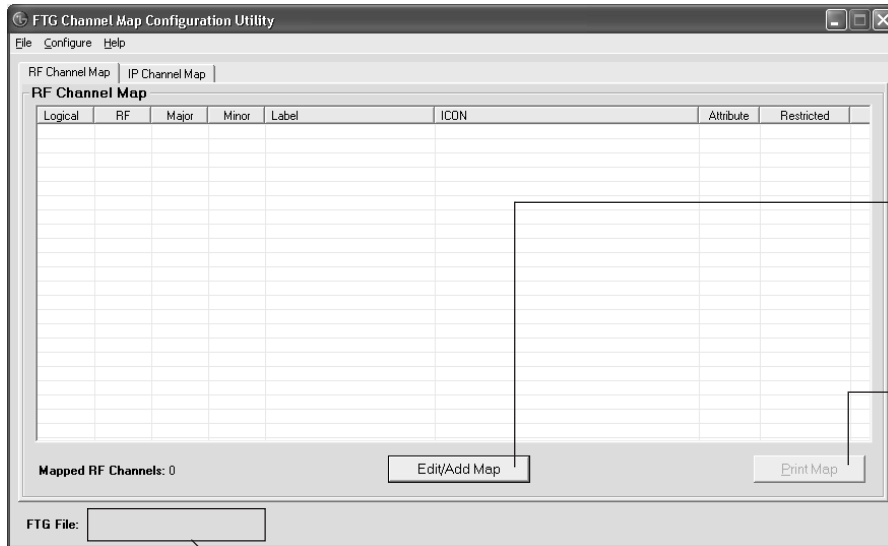 FTG Channel Map Configuration Utility
File Configure Help
RF Channel Map IP Channel Map
RF Channel Map
Logical RF Major Minor Label ICON Attribute Restricted
Mapped RF Channels: 0 Edit/Add Map Print Map
FTG File: